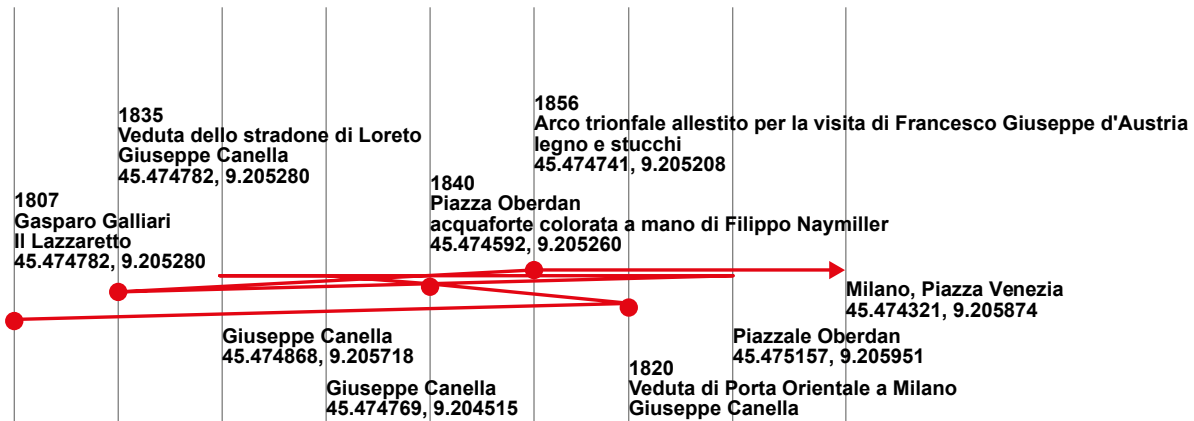 1807
Gasparo Galliari
Il Lazzaretto
45.474782, 9.205280
1835
Veduta dello stradone di Loreto
Giuseppe Canella
45.474782, 9.205280
Giuseppe Canella
45.474868, 9.205718
Giuseppe Canella
45.474769, 9.204515
1840
Piazza Oberdan
acquaforte colorata a mano di Filippo Naymiller
45.474592, 9.205260
1856
Arco trionfale allestito per la visita di Francesco Giuseppe d'Austria
legno e stucchi
45.474741, 9.205208
1820
Veduta di Porta Orientale a Milano
Giuseppe Canella
Piazzale Oberdan
45.475157, 9.205951
Milano, Piazza Venezia
45.474321, 9.205874